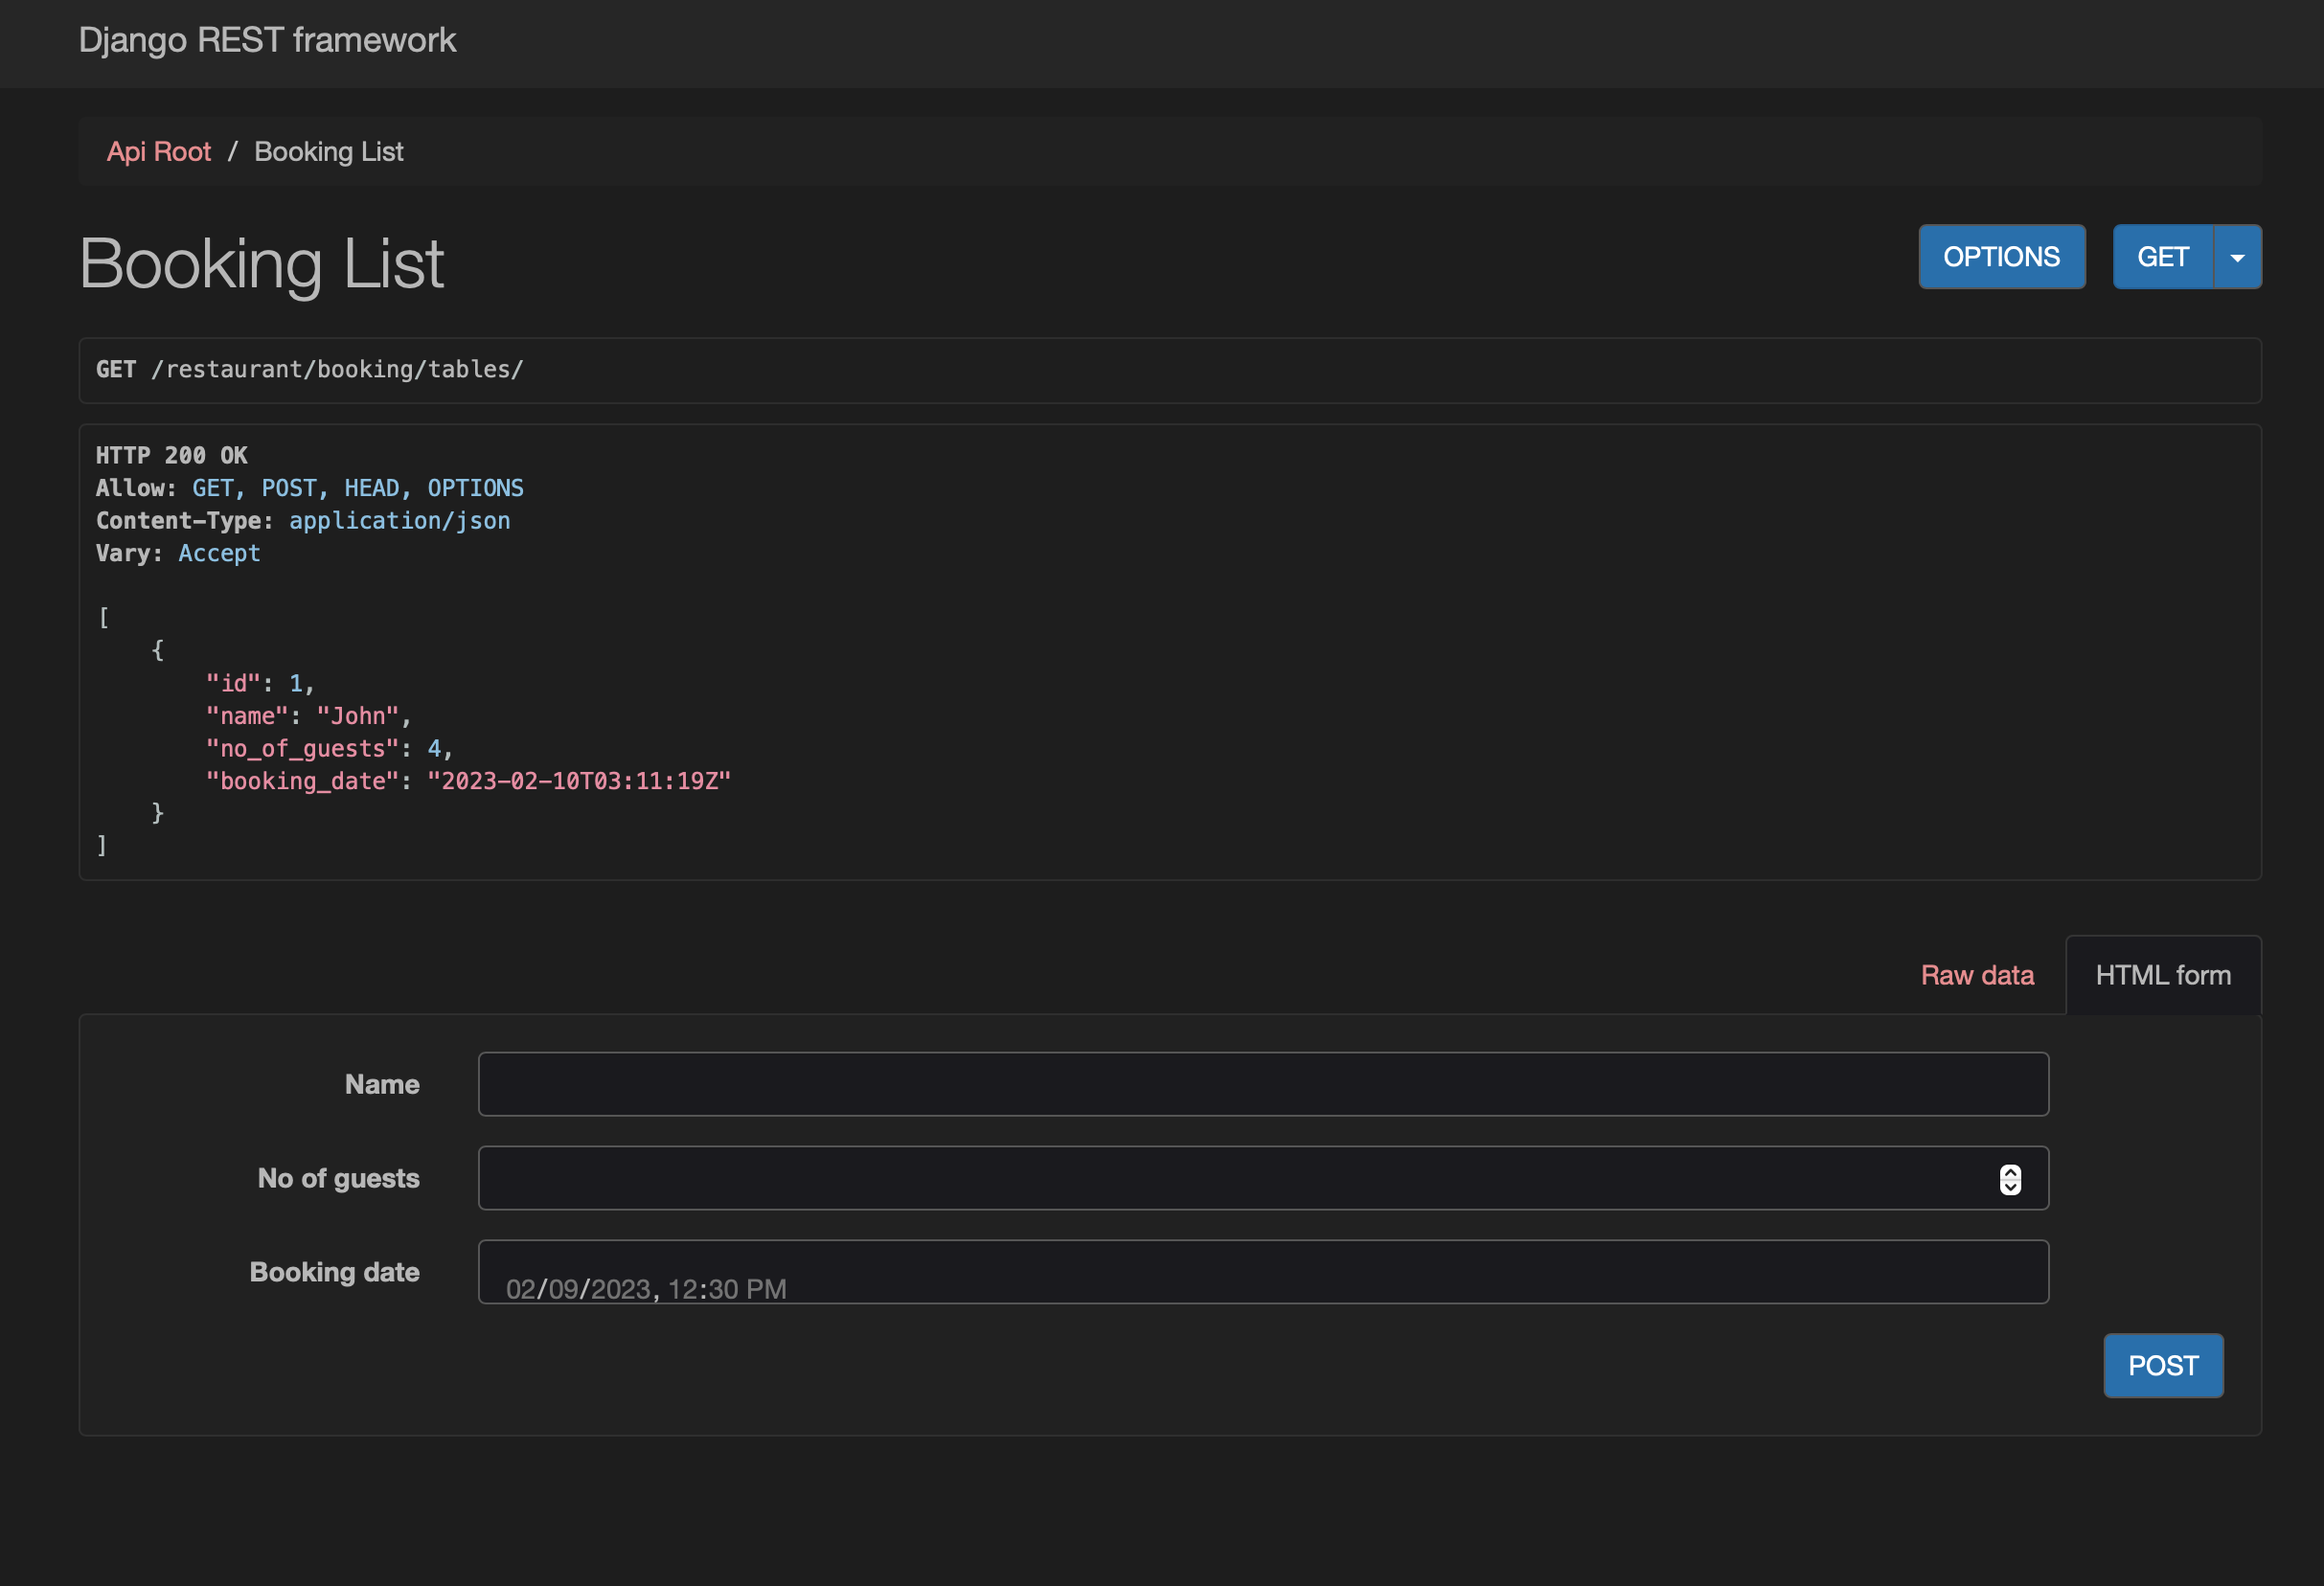 Django REST framework
Api Root / Booking List
Booking List
OPTIONS GET
GET /restaurant/booking/tables/
HTTP 200 OK
Allow: GET, POST, HEAD, OPTIONS
Content-Type: application/json
Vary: Accept
[
    {
        "id": 1,
        "name": "John",
        "no_of_guests": 4,
        "booking_date": "2023-02-10T03:11:19Z"
    }
]
Raw data HTML form
Name
No of guests
Booking date 02/09/2023, 12:30 PM
POST